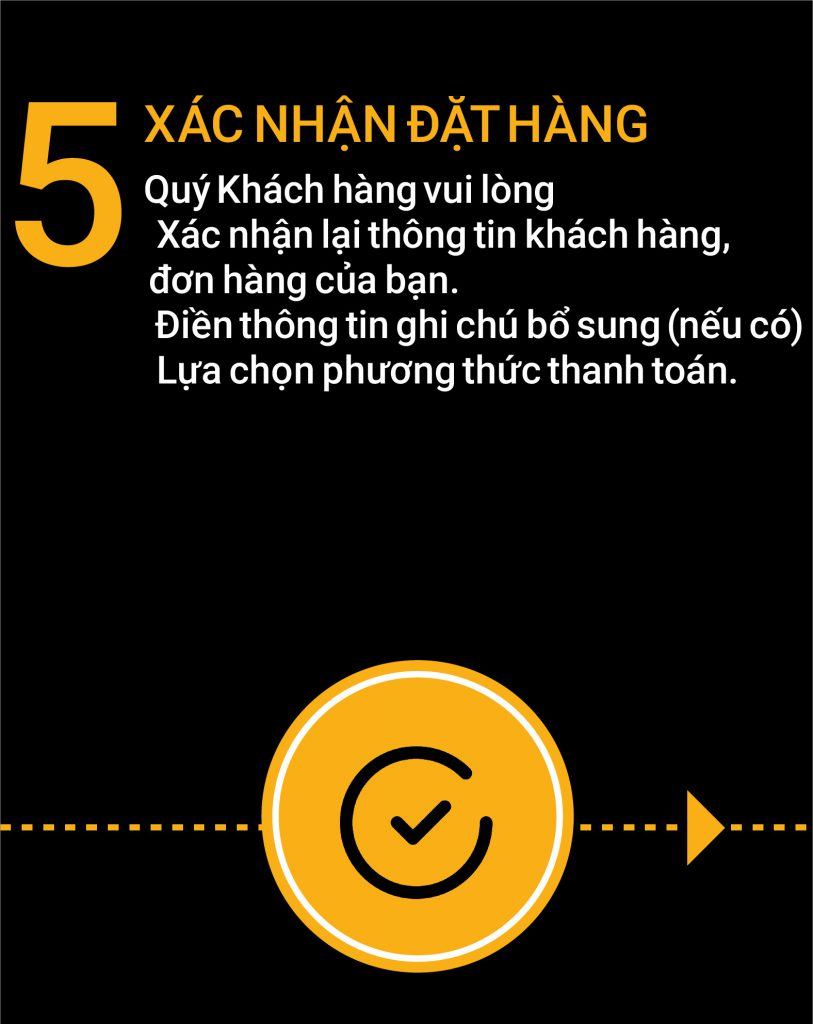 5
XÁC NHẬN ĐẶT HÀNG
Quý Khách hàng vui lòng
Xác nhận lại thông tin khách hàng,
đơn hàng của bạn.
Điền thông tin ghi chú bổ sung (nếu có)
Lựa chọn phương thức thanh toán.